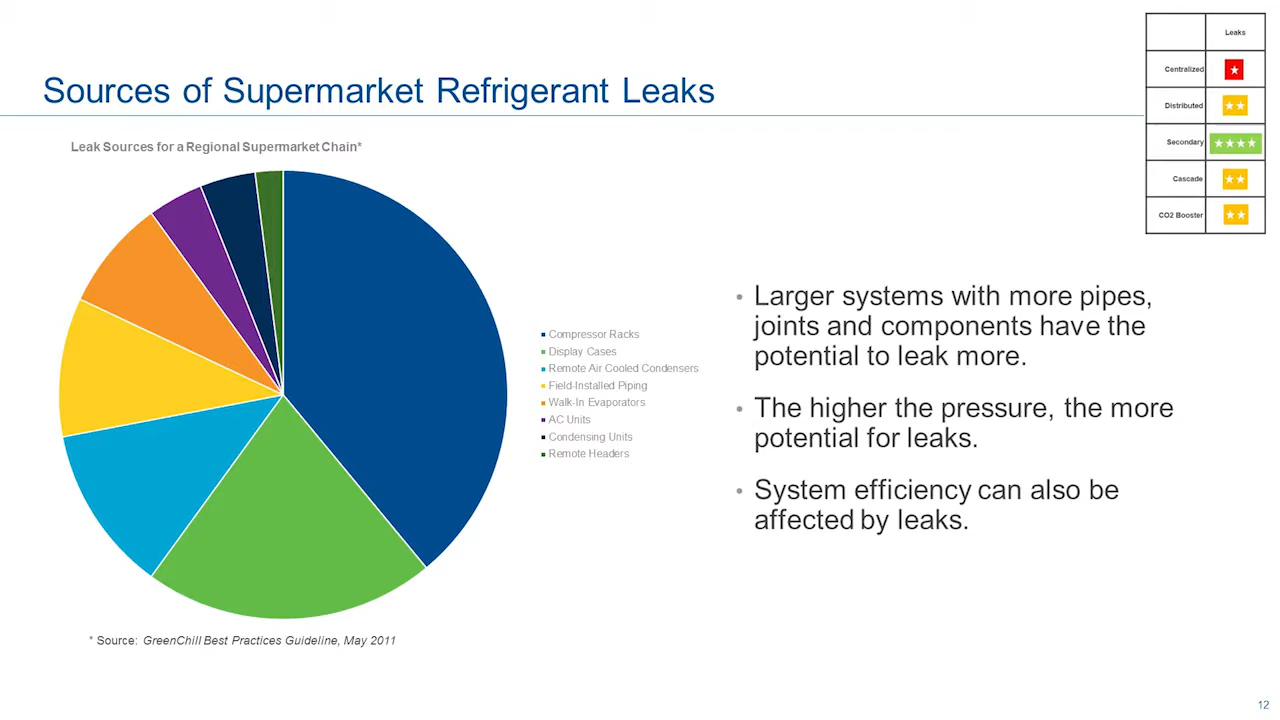 Leaks
Centralized ★
Distributed ★★
Secondary ★★★★
Cascade ★★
CO2 Booster ★★
Sources of Supermarket Refrigerant Leaks
Leak Sources for a Regional Supermarket Chain*
Compressor Racks
Display Cases
Remote Air Cooled Condensers
Field-Installed Piping
Walk-In Evaporators
AC Units
Condensing Units
Remote Headers
* Source: GreenChill Best Practices Guideline, May 2011
• Larger systems with more pipes,
joints and components have the
potential to leak more.
• The higher the pressure, the more
potential for leaks.
• System efficiency can also be
affected by leaks.
12